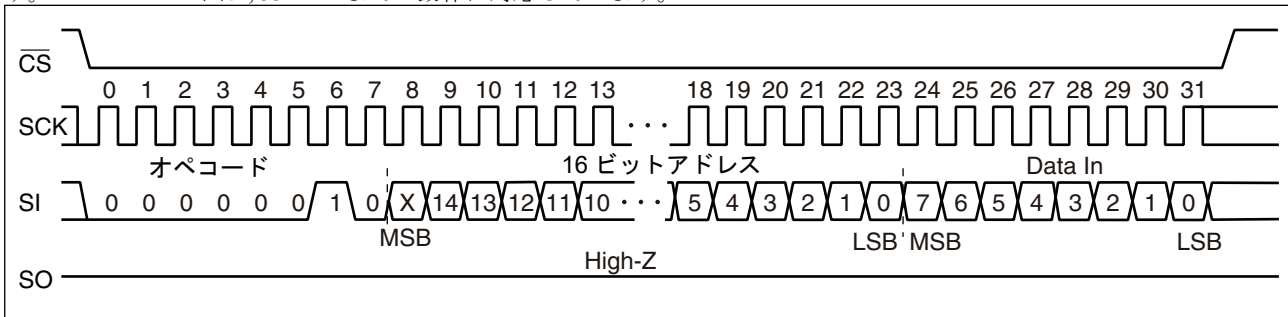 CS
0 1 2 3 4 5 6 7 8 9 10 11 12 13 18 19 20 21 22 23 24 25 26 27 28 29 30 31
SCK ・・・
オペコード 16 ビットアドレス Data In
SI 0 0 0 0 0 0 1 0 X 14 13 12 11 10 ・・・ 5 4 3 2 1 0 7 6 5 4 3 2 1 0
MSB LSB MSB LSB
High-Z
SO